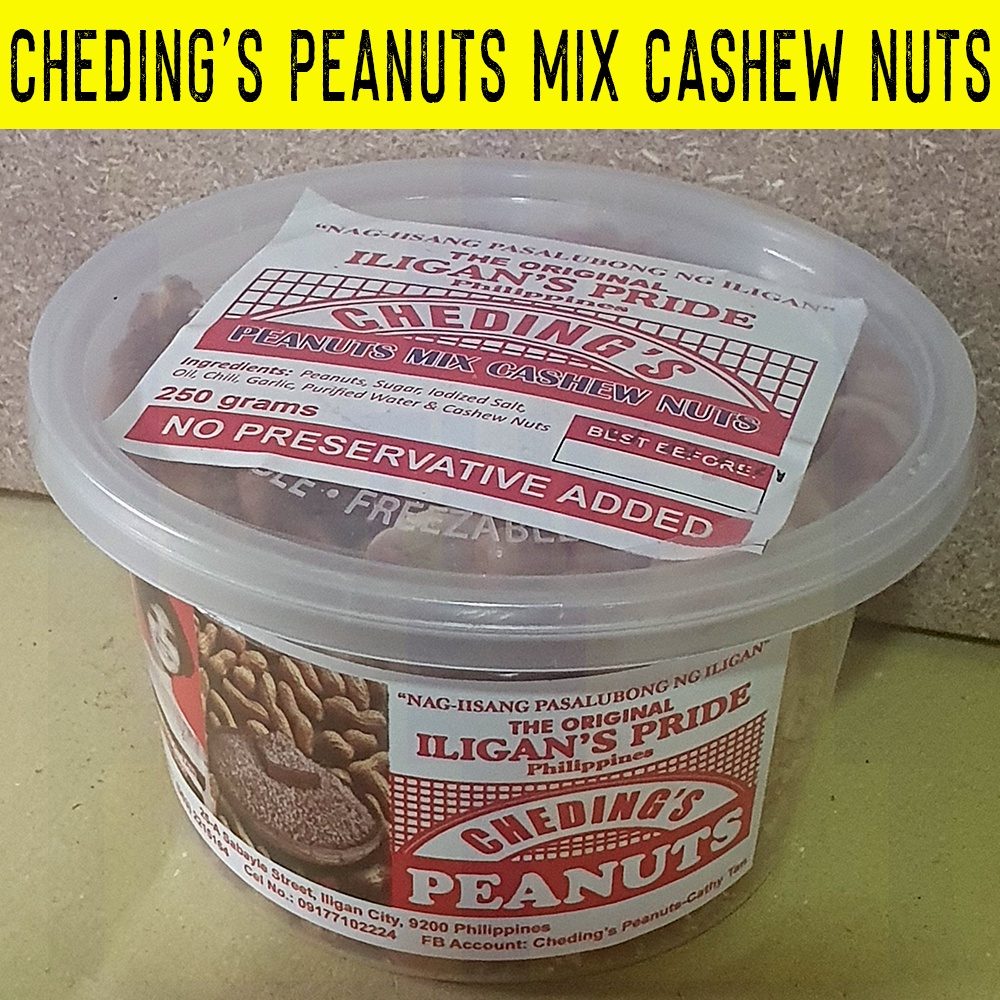 CHEDING'S PEANUTS MIX CASHEW NUTS
"NAG-IISANG PASALUBONG NG ILIGAN"
THE ORIGINAL
ILIGAN'S PRIDE
Philippines
CHEDING'S
PEANUTS MIX CASHEW NUTS
Ingredients: Peanuts, Sugar, Iodized Salt,
Oil, Chili, Garlic, Purified Water & Cashew Nuts
250 grams
BEST BEFORE:
NO PRESERVATIVE ADDED
FREEZABLE
"NAG-IISANG PASALUBONG NG ILIGAN"
THE ORIGINAL
ILIGAN'S PRIDE
Philippines
CHEDING'S
PEANUTS
Sabayle Street, Iligan City, 9200 Philippines
Cel No.: 09177102224
FB Account: Cheding's Peanuts-Cathy Tan